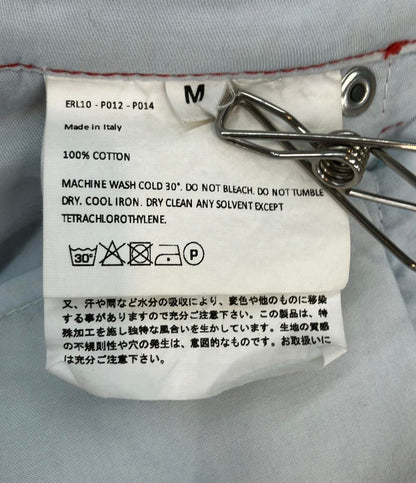 M
ERL10 - P012 - P014
Made in Italy
100% COTTON
MACHINE WASH COLD 30°. DO NOT BLEACH. DO NOT TUMBLE
DRY. COOL IRON. DRY CLEAN ANY SOLVENT EXCEPT
TETRACHLOROTHYLENE.
30° P
又、汗や雨など水分の吸収により、変色や他のものに移染
する事がありますので充分ご注意下さい。この製品は、特
殊加工を施し独特な風合いを生かしています。生地の質感
の不規則性や穴の発生は、意図的なものです。お取扱いに
は充分ご注意下さい。